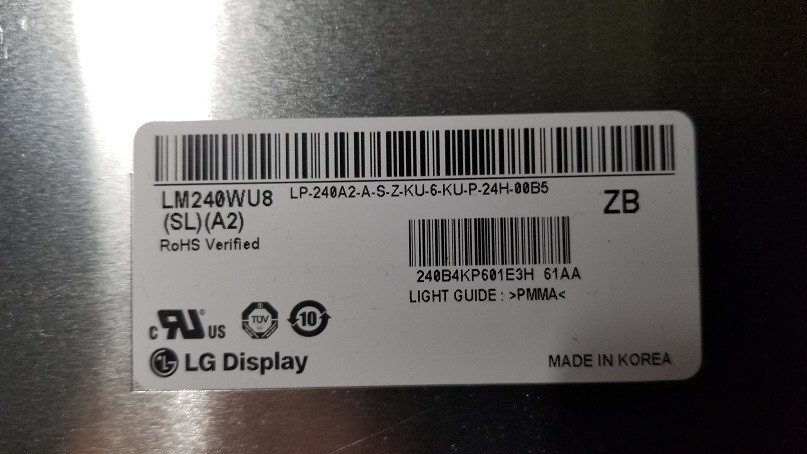 LM240WU8 LP-240A2-A-S-Z-KU-6-KU-P-24H-00B5 ZB
(SL)(A2)
RoHS Verified
240B4KP601E3H 61AA
LIGHT GUIDE : >PMMA<
c RU US TÜV 10
LG Display MADE IN KOREA